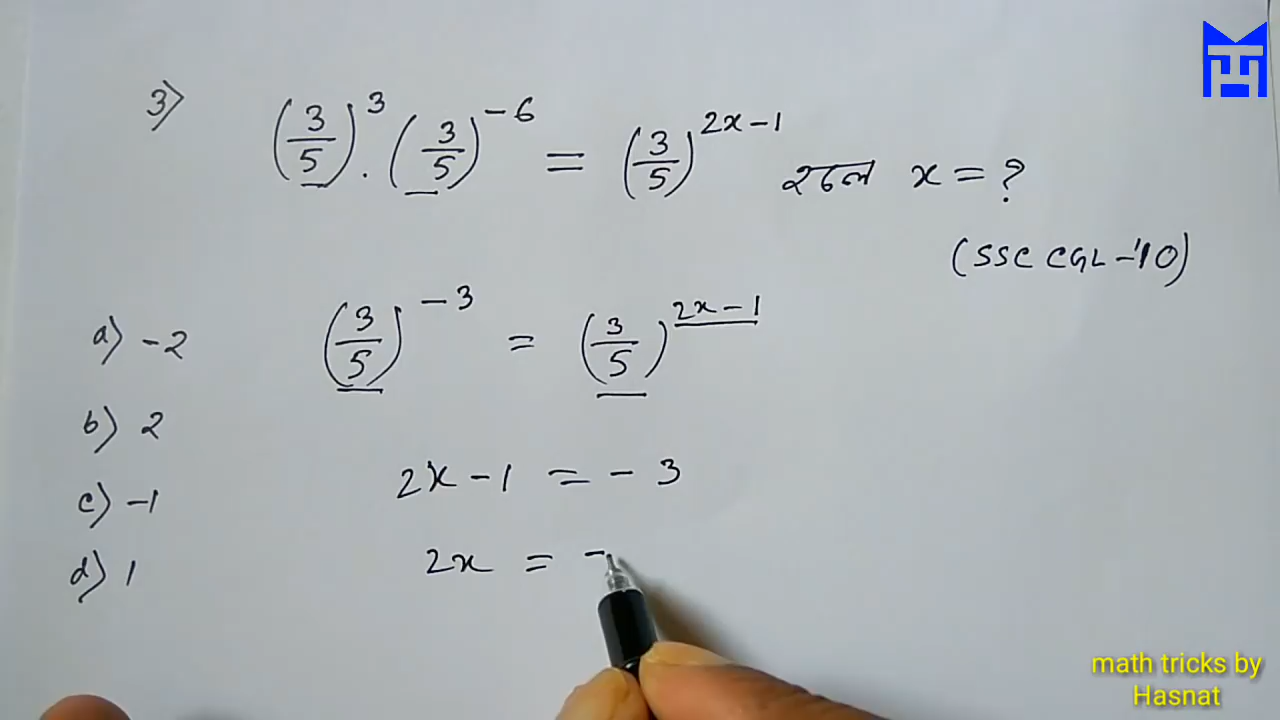 3) (3/5)^3 . (3/5)^-6 = (3/5)^2x-1 হলে x = ?
(SSC CGL-'10)
a) -2
(3/5)^-3 = (3/5)^2x-1
b) 2
2x - 1 = - 3
c) -1
2x = -
d) 1
math tricks by
Hasnat